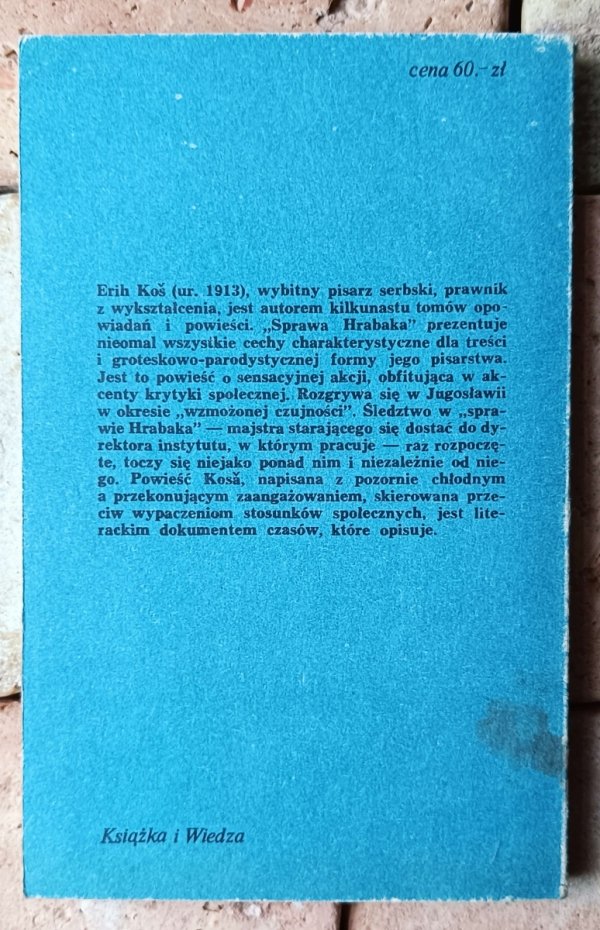 cena 60.– zł
Erih Koš (ur. 1913), wybitny pisarz serbski, prawnik
z wykształcenia, jest autorem kilkunastu tomów opo-
wiadań i powieści. „Sprawa Hrabaka” prezentuje
nieomal wszystkie cechy charakterystyczne dla treści
i groteskowo-parodystycznej formy jego pisarstwa.
Jest to powieść o sensacyjnej akcji, obfitująca w ak-
centy krytyki społecznej. Rozgrywa się w Jugosławii
w okresie „wzmożonej czujności”. Śledztwo w „spra-
wie Hrabaka” — majstra starającego się dostać do dy-
rektora instytutu, w którym pracuje — raz rozpoczę-
te, toczy się niejako ponad nim i niezależnie od nie-
go. Powieść Kosǎ, napisana z pozornie chłodnym
a przekonującym zaangażowaniem, skierowana prze-
ciw wypaczeniom stosunków społecznych, jest lite-
rackim dokumentem czasów, które opisuje.
Książka i Wiedza